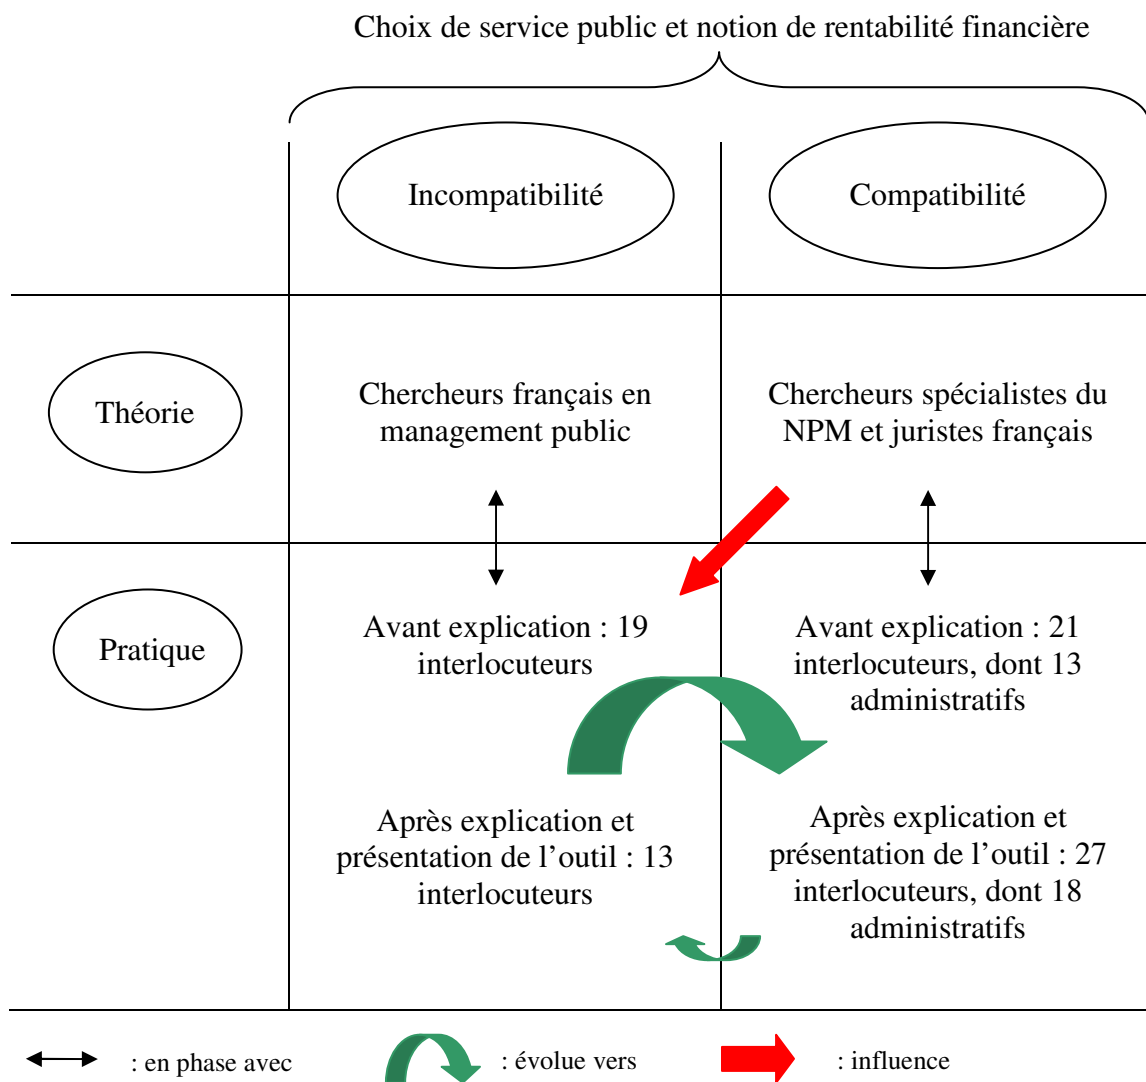 Choix de service public et notion de rentabilité financière
Incompatibilité
Compatibilité
Théorie
Chercheurs français en
management public
Chercheurs spécialistes du
NPM et juristes français
Pratique
Avant explication : 19
interlocuteurs
Avant explication : 21
interlocuteurs, dont 13
administratifs
Après explication et
présentation de l’outil : 13
interlocuteurs
Après explication et
présentation de l’outil : 27
interlocuteurs, dont 18
administratifs
: en phase avec
: évolue vers
: influence